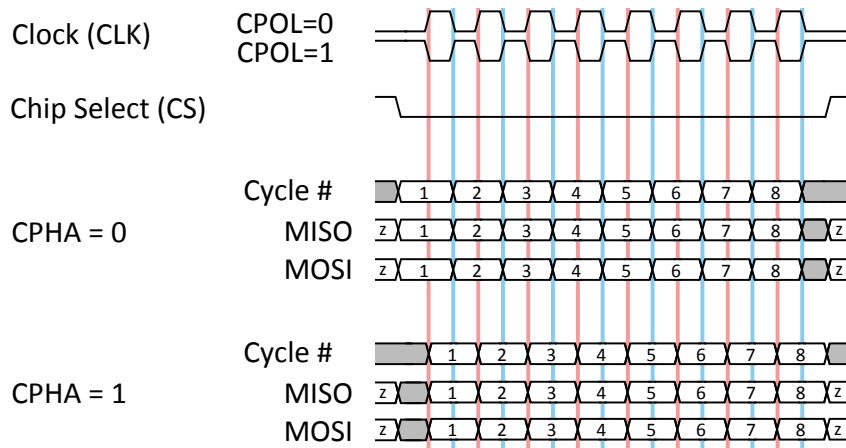 Clock (CLK) CPOL=0
CPOL=1
Chip Select (CS)
Cycle # 1 2 3 4 5 6 7 8
CPHA = 0 MISO z 1 2 3 4 5 6 7 8 z
MOSI z 1 2 3 4 5 6 7 8 z
Cycle # 1 2 3 4 5 6 7 8
CPHA = 1 MISO z 1 2 3 4 5 6 7 8 z
MOSI z 1 2 3 4 5 6 7 8 z